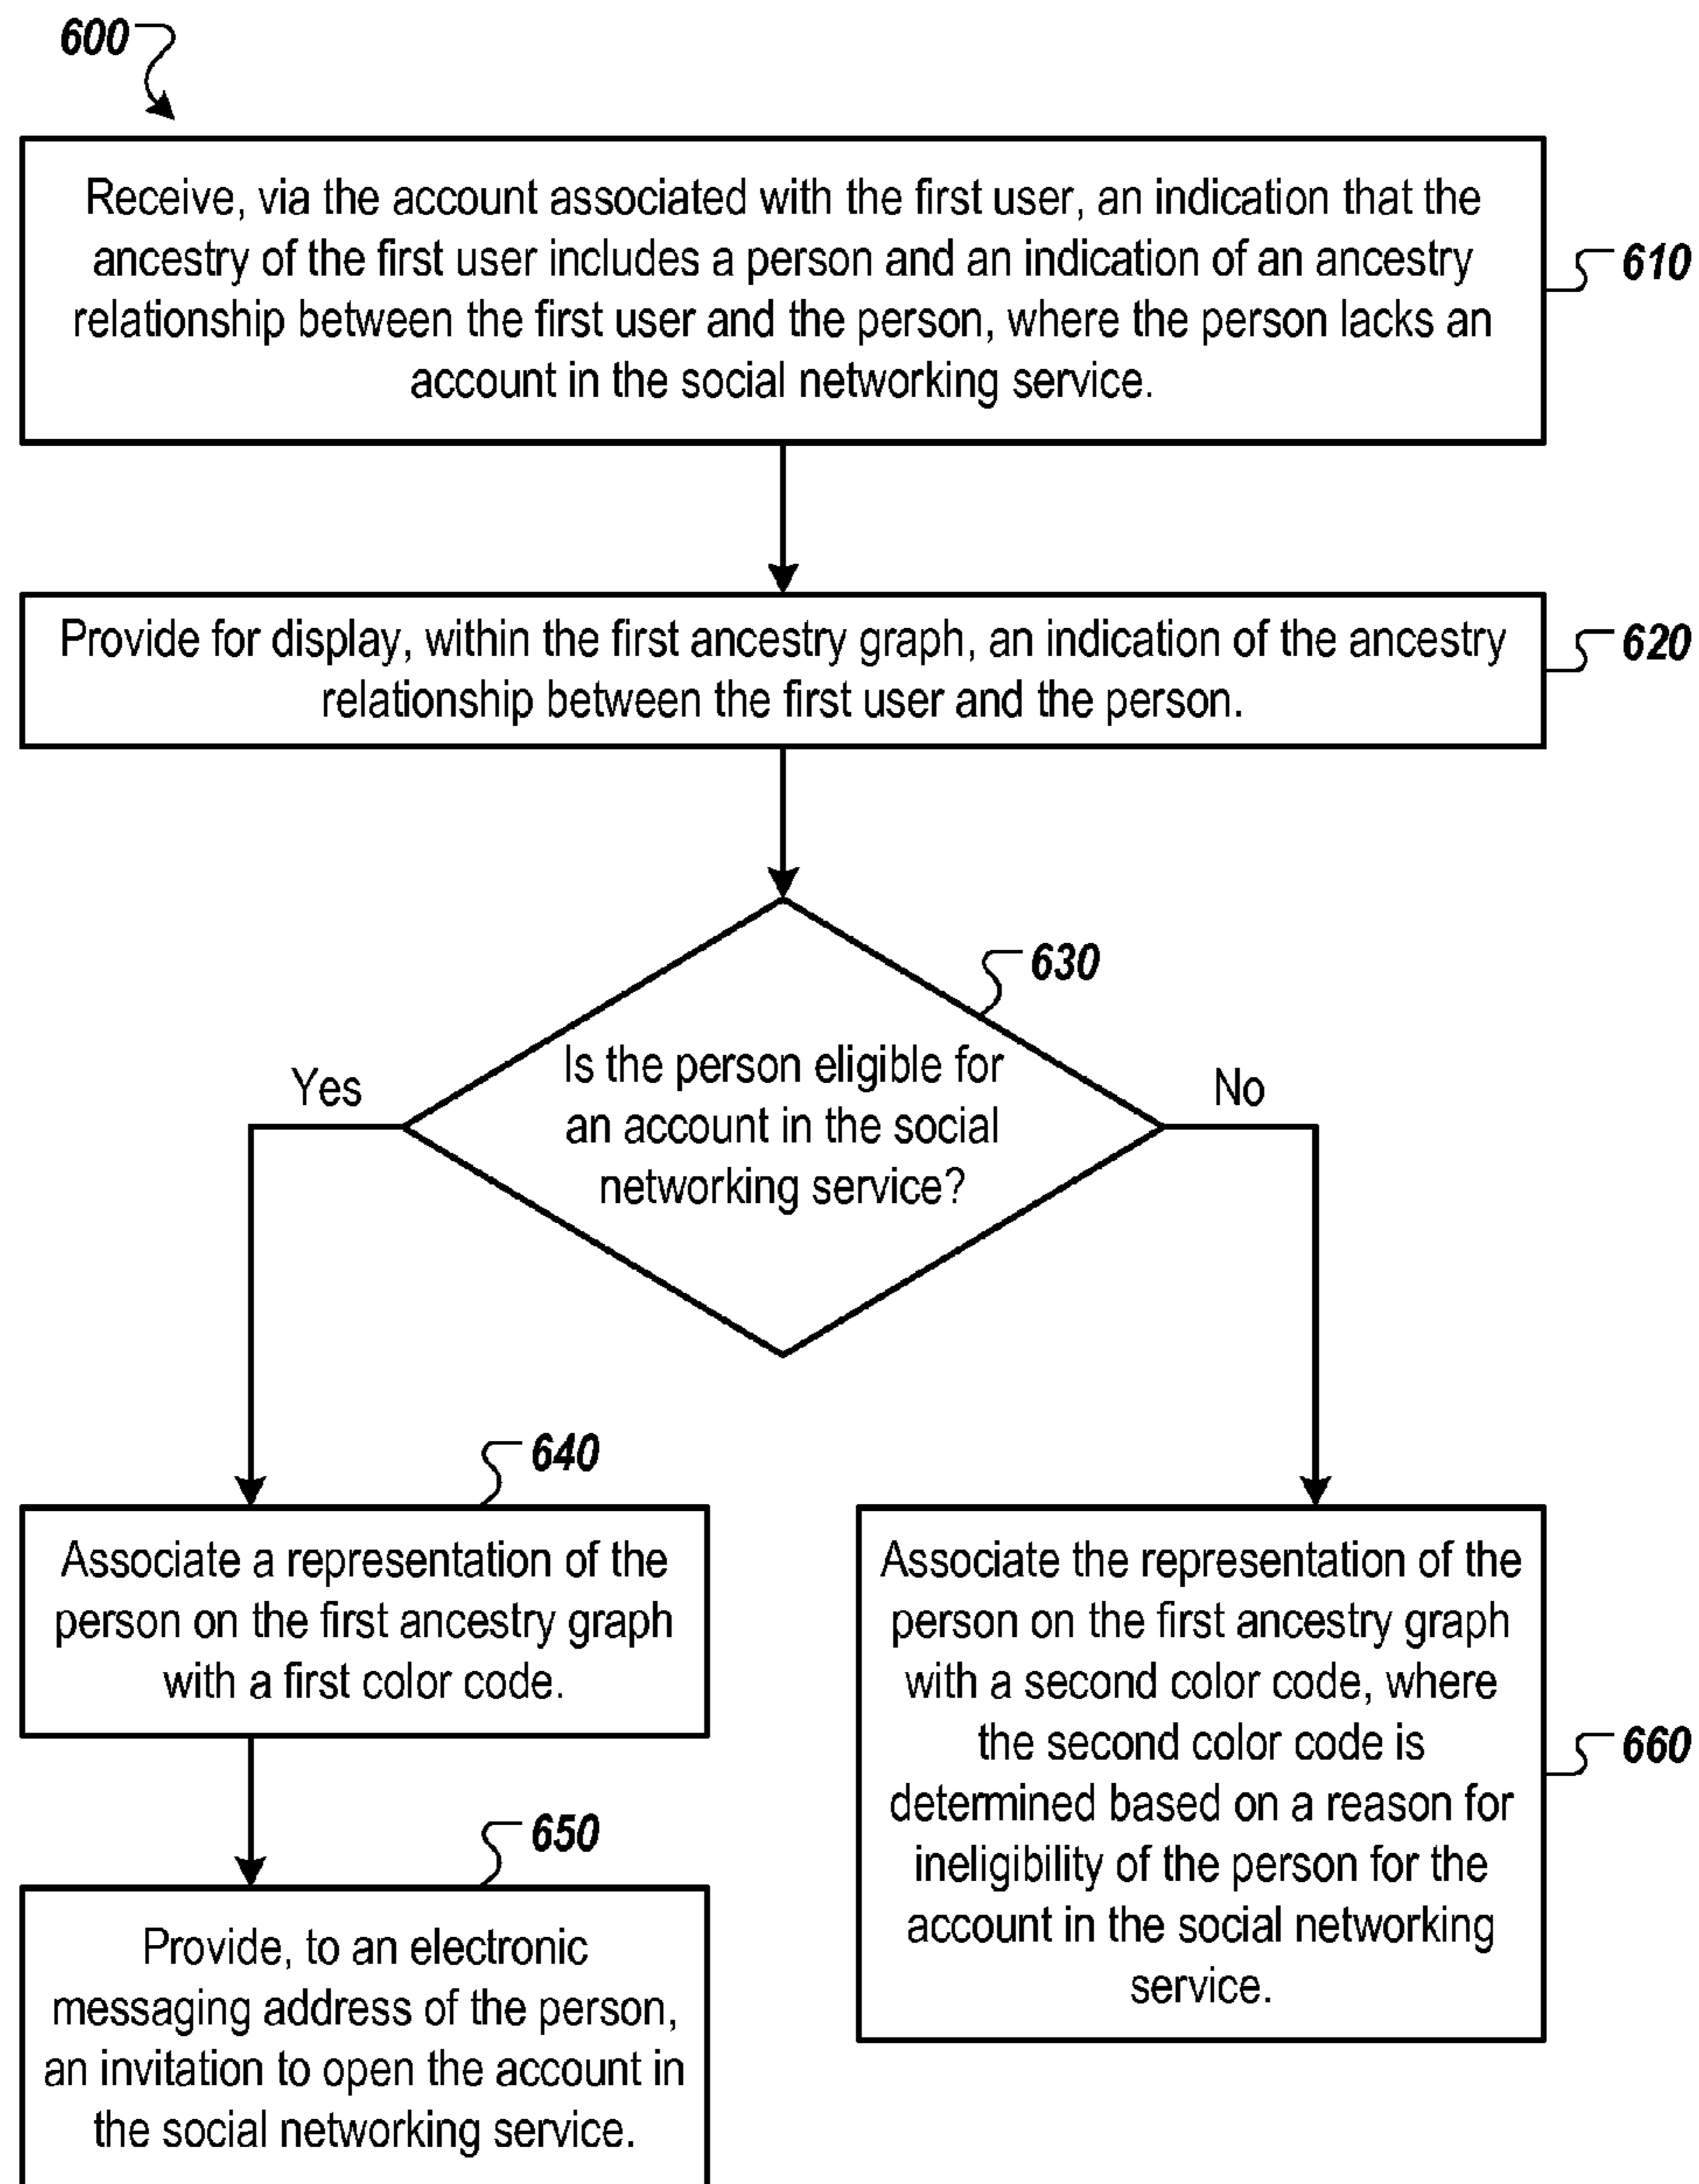 600
Receive, via the account associated with the first user, an indication that the
ancestry of the first user includes a person and an indication of an ancestry
relationship between the first user and the person, where the person lacks an
account in the social networking service.
610
Provide for display, within the first ancestry graph, an indication of the ancestry
relationship between the first user and the person.
620
630
Is the person eligible for
an account in the social
networking service?
Yes
No
640
Associate a representation of the
person on the first ancestry graph
with a first color code.
650
Provide, to an electronic
messaging address of the person,
an invitation to open the account in
the social networking service.
Associate the representation of the
person on the first ancestry graph
with a second color code, where
the second color code is
determined based on a reason for
ineligibility of the person for the
account in the social networking
service.
660